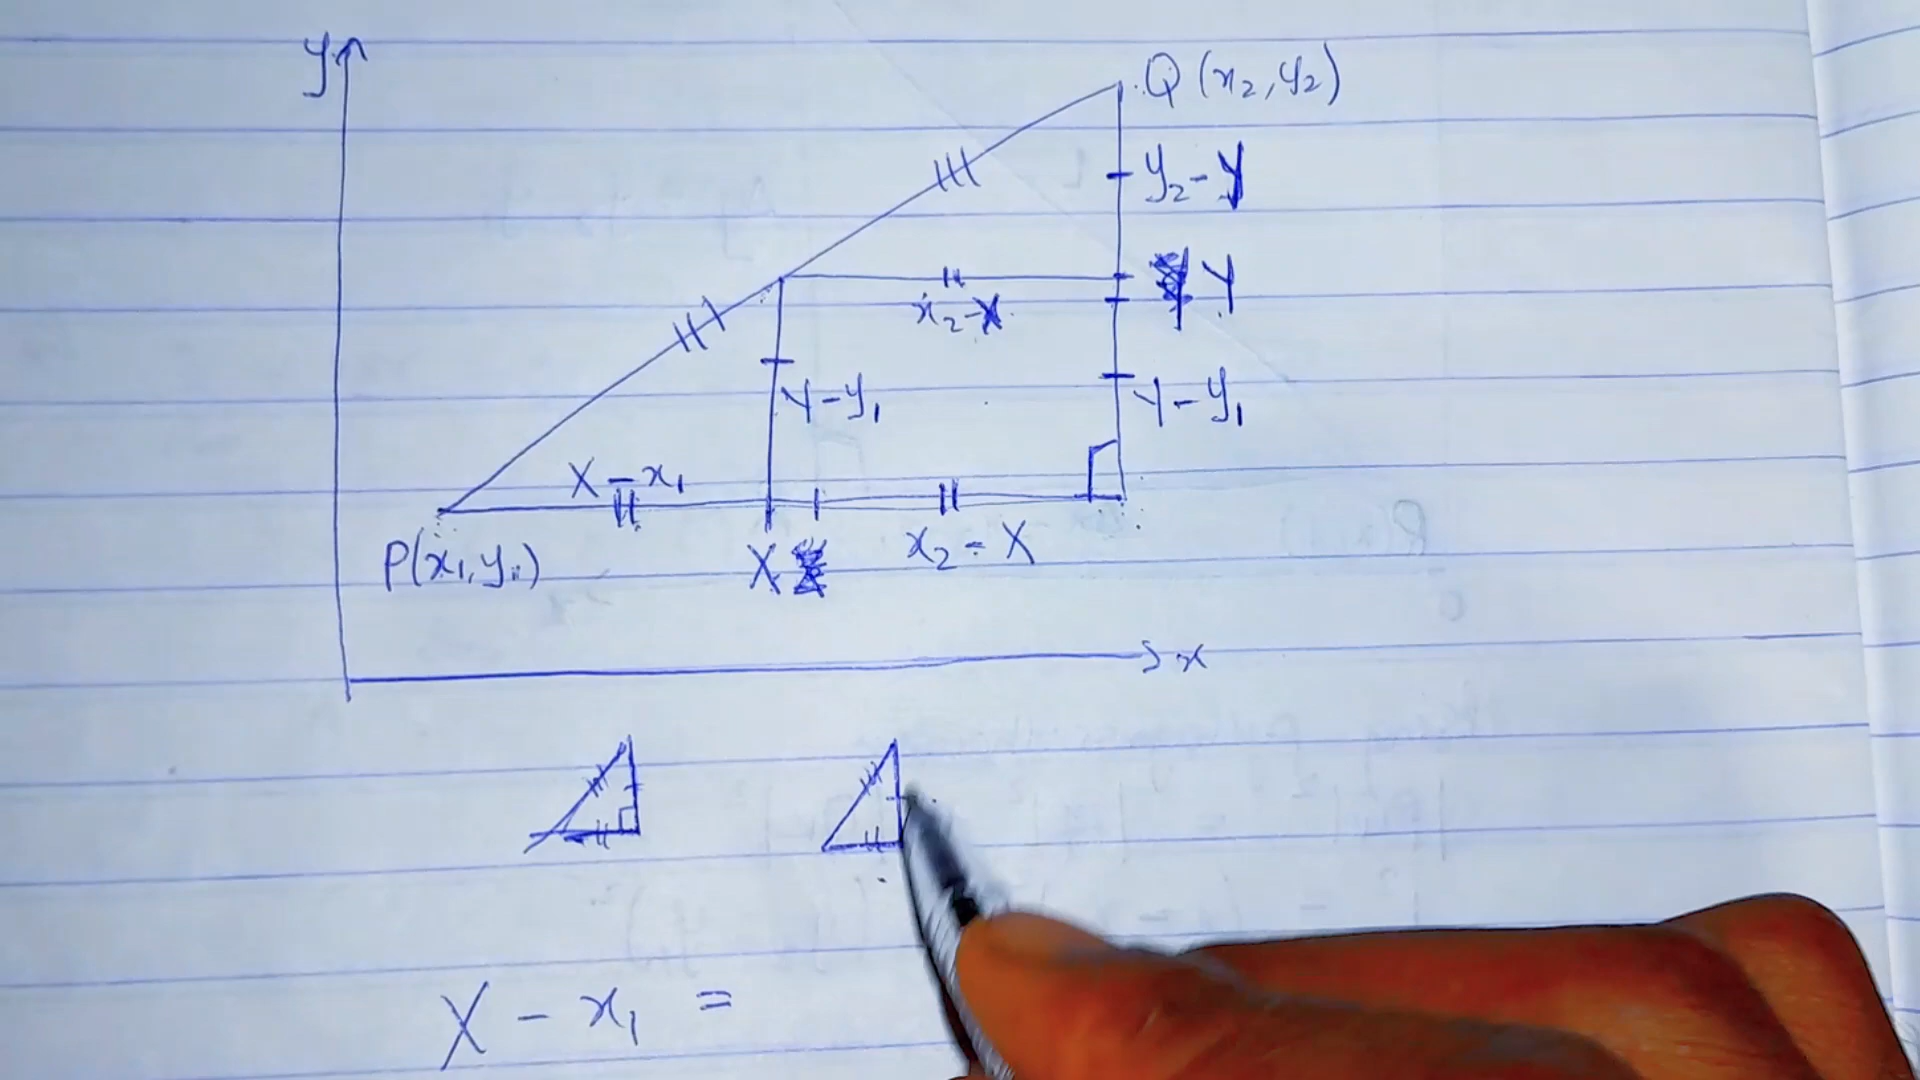 y
Q (x₂, y₂)
y₂ - y
Y
x₂ - X
Y - y₁
Y - y₁
X - x₁
P(x₁, y₁)
X
x₂ - X
x
X - x₁ =